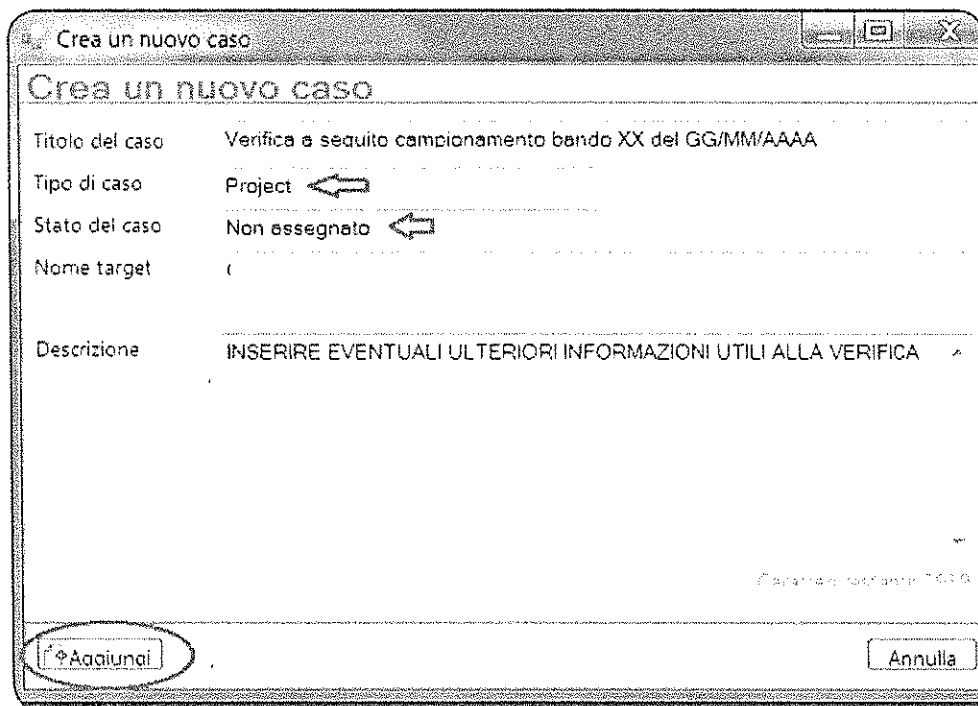 Crea un nuovo caso
Crea un nuovo caso
Titolo del caso Verifica a seguito campionamento bando XX del GG/MM/AAAA
Tipo di caso Project
Stato del caso Non assegnato
Nome target (
Descrizione INSERIRE EVENTUALI ULTERIORI INFORMAZIONI UTILI ALLA VERIFICA
Aggiungi Annulla